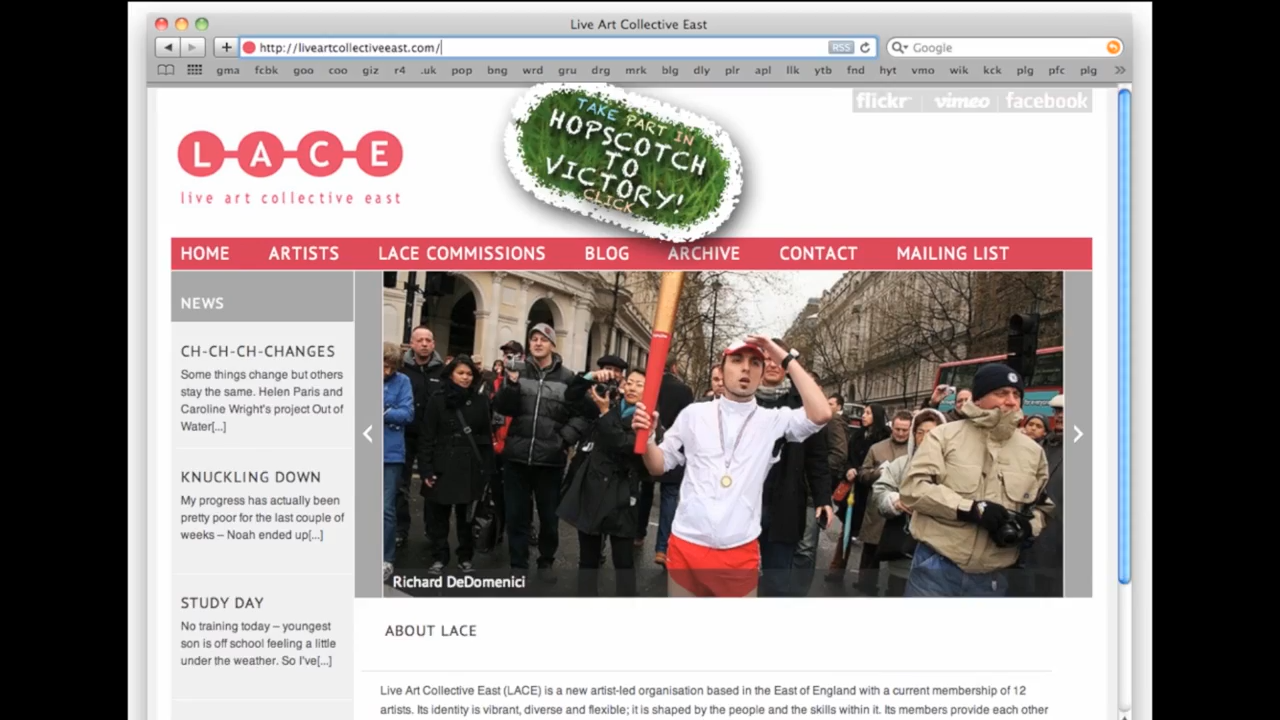 Live Art Collective East
http://liveartcollectiveeast.com/
RSS
Google
gma fcbk goo coo giz r4 .uk pop bng wrd gru drg mrk blg dly plr apl llk ytb fnd hyt vmo wik kck plg pfc plg
flickr vimeo facebook
TAKE PART IN
HOPSCOTCH
TO
VICTORY!
CLICK
L A C E
live art collective east
HOME ARTISTS LACE COMMISSIONS BLOG ARCHIVE CONTACT MAILING LIST
NEWS
CH-CH-CH-CHANGES
Some things change but others
stay the same. Helen Paris and
Caroline Wright's project Out of
Water[...]
KNUCKLING DOWN
My progress has actually been
pretty poor for the last couple of
weeks – Noah ended up[...]
STUDY DAY
No training today – youngest
son is off school feeling a little
under the weather. So I've[...]
Richard DeDomenici
ABOUT LACE
Live Art Collective East (LACE) is a new artist-led organisation based in the East of England with a current membership of 12
artists. Its identity is vibrant, diverse and flexible; it is shaped by the people and the skills within it. Its members provide each other